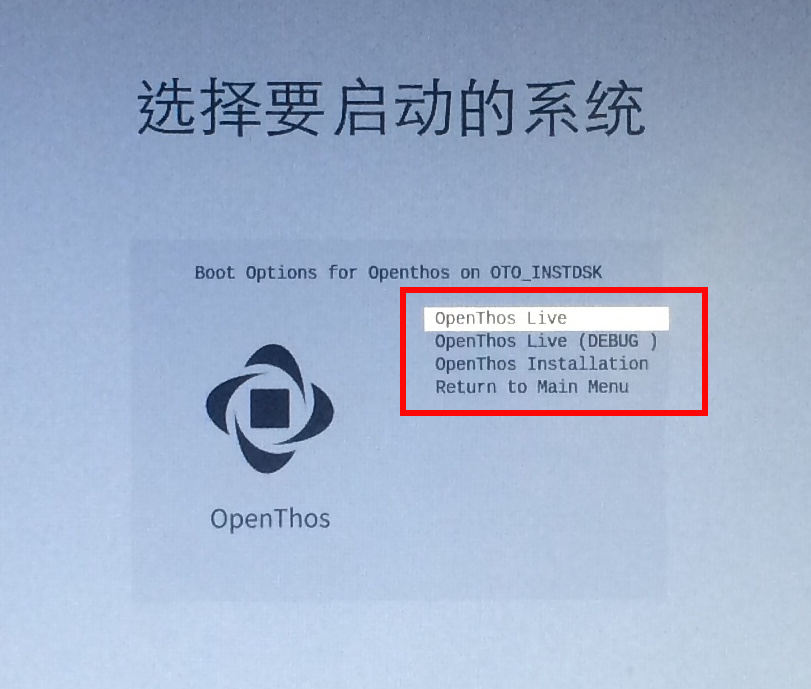 选择要启动的系统
Boot Options for Openthos on OTO_INSTDSK
OpenThos Live
OpenThos Live (DEBUG )
OpenThos Installation
Return to Main Menu
OpenThos